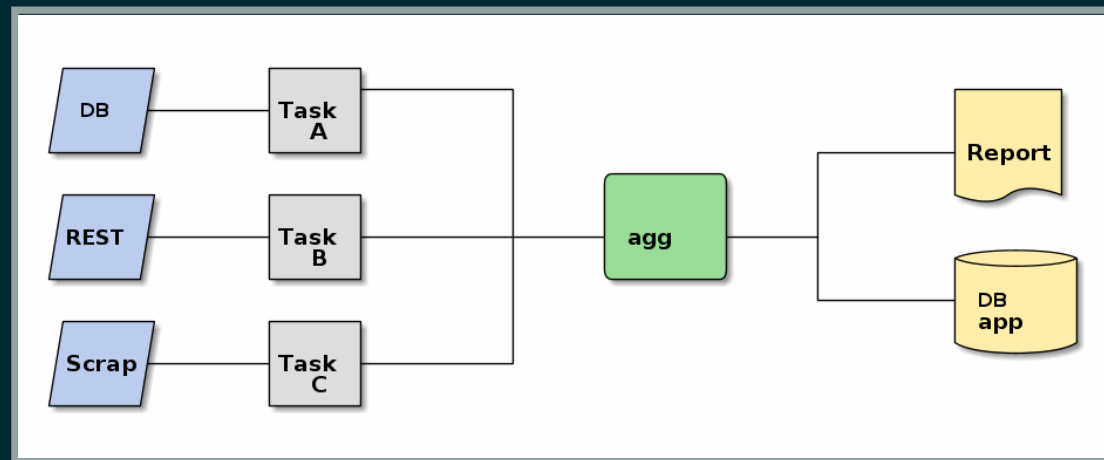 DB
Task
A
REST
Task
B
Scrap
Task
C
agg
Report
DB
app